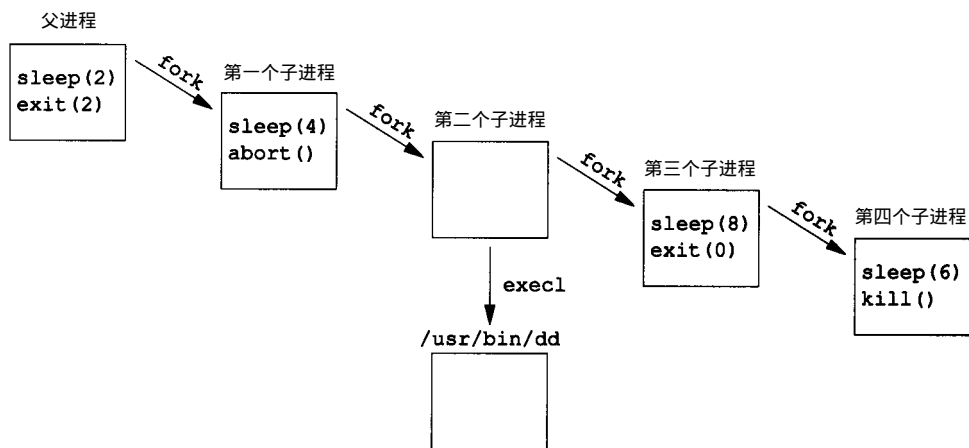 父进程
sleep(2)
exit(2)
fork
第一个子进程
sleep(4)
abort()
fork
第二个子进程
fork
第三个子进程
sleep(8)
exit(0)
fork
第四个子进程
sleep(6)
kill()
execl
/usr/bin/dd